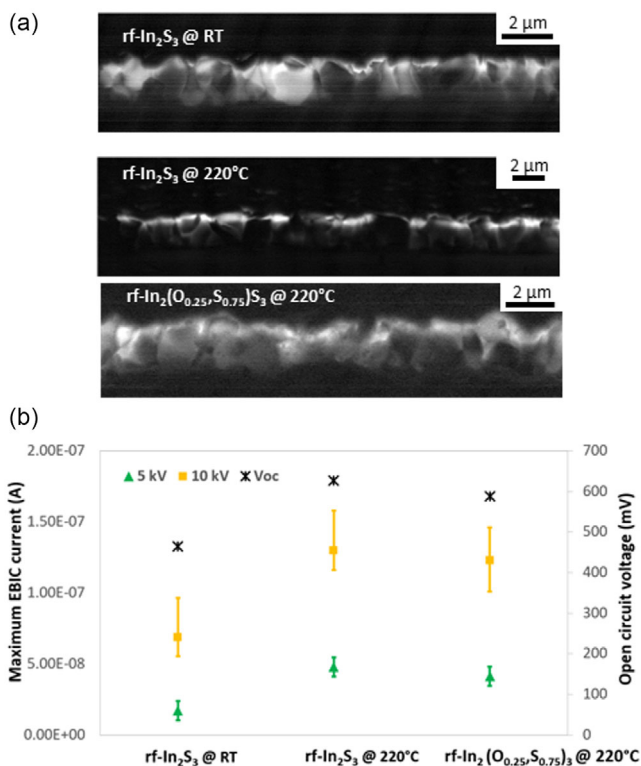 (a)
rf-In₂S₃ @ RT
2 μm
rf-In₂S₃ @ 220°C
2 μm
rf-In₂(O₀.₂₅,S₀.₇₅)S₃ @ 220°C
2 μm
(b)
2.00E-07
1.50E-07
1.00E-07
5.00E-08
0.00E+00
Maximum EBIC current (A)
5 kV
10 kV
Voc
700
600
500
400
300
200
100
0
Open circuit voltage (mV)
rf-In₂S₃ @ RT
rf-In₂S₃ @ 220°C
rf-In₂ (O₀.₂₅,S₀.₇₅)₃ @ 220°C